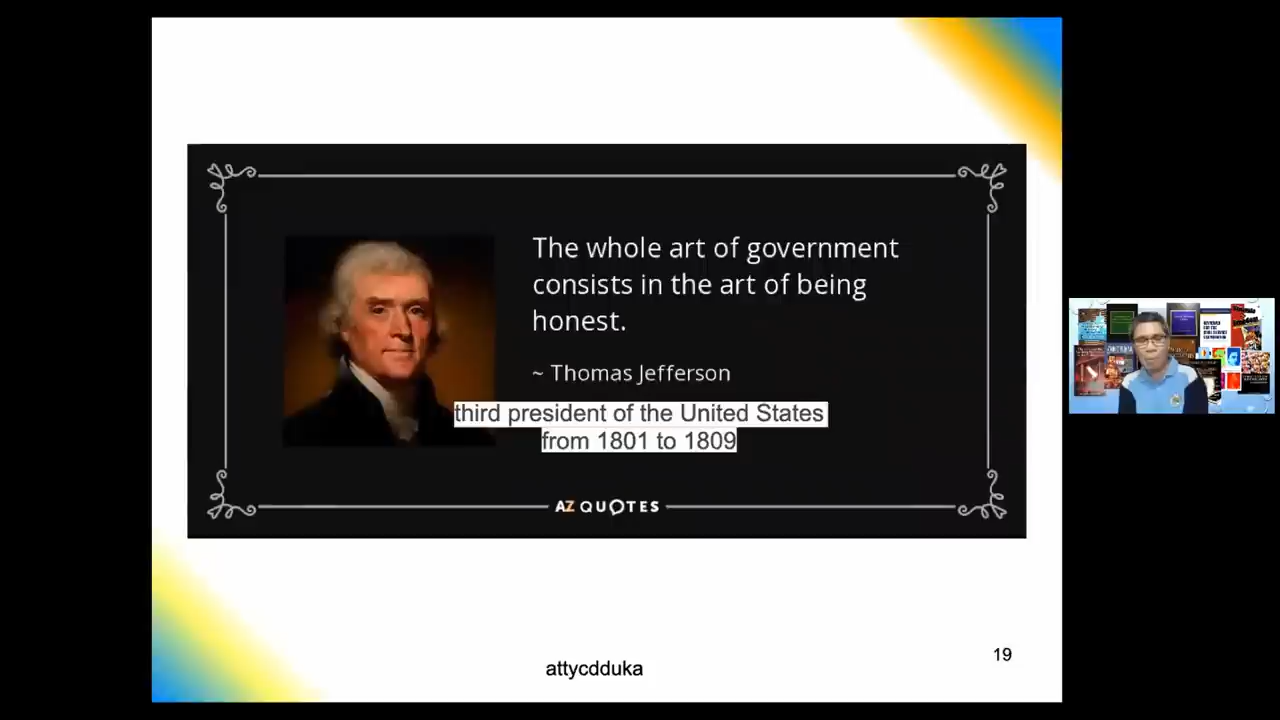 The whole art of government
consists in the art of being
honest.
~ Thomas Jefferson
third president of the United States
from 1801 to 1809
AZ QUOTES
attycdduka
19